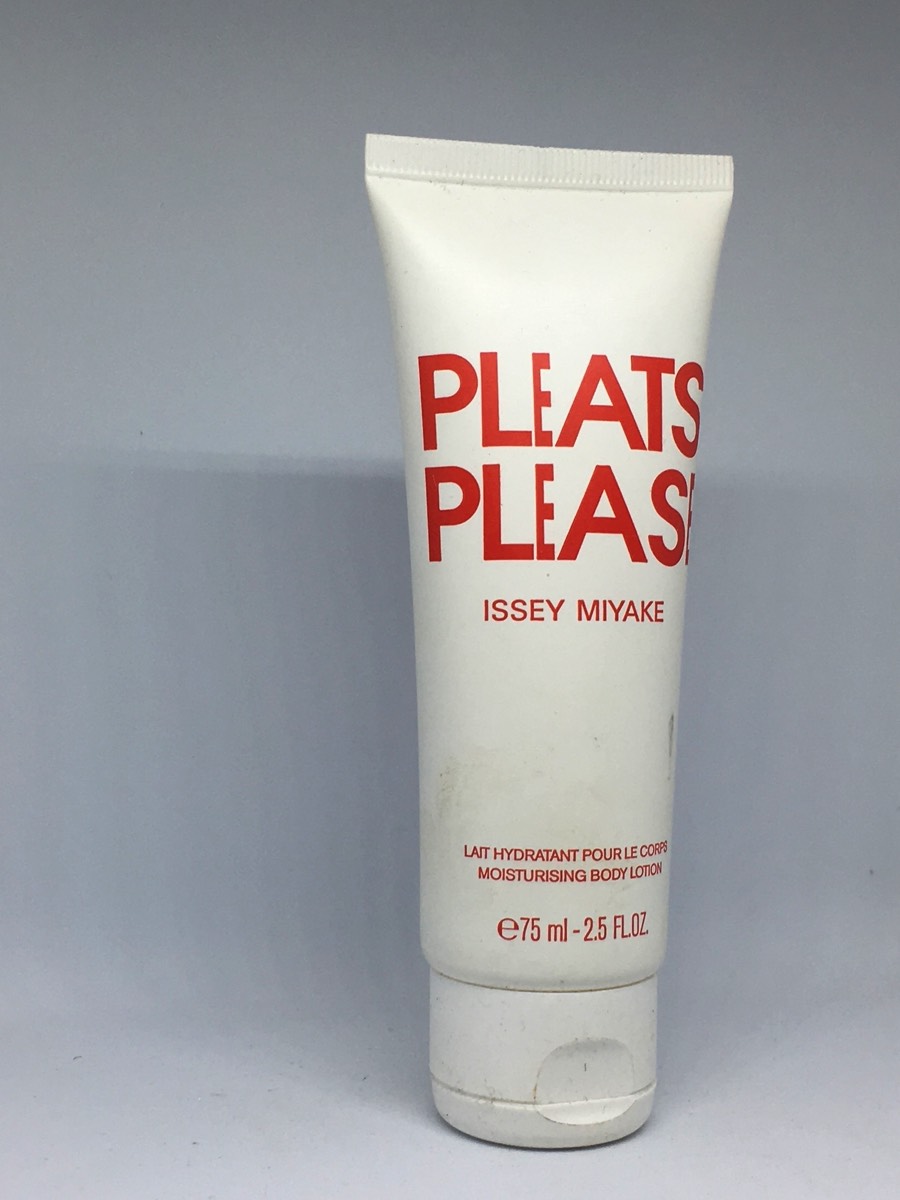 PLEATS
PLEASE
ISSEY MIYAKE
LAIT HYDRATANT POUR LE CORPS
MOISTURISING BODY LOTION
℮75 ml - 2.5 FL.OZ.